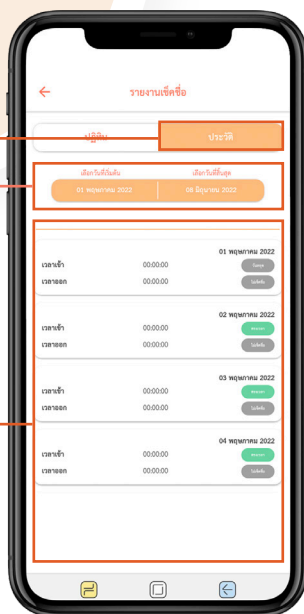 รายงานเช็คชื่อ
ปฏิทิน ประวัติ
เลือกวันที่เริ่มต้น เลือกวันที่สิ้นสุด
01 พฤษภาคม 2022 08 มิถุนายน 2022
01 พฤษภาคม 2022
เวลาเข้า 00:00:00
เวลาออก 00:00:00
02 พฤษภาคม 2022
เวลาเข้า 00:00:00
เวลาออก 00:00:00
03 พฤษภาคม 2022
เวลาเข้า 00:00:00
เวลาออก 00:00:00
04 พฤษภาคม 2022
เวลาเข้า 00:00:00
เวลาออก 00:00:00